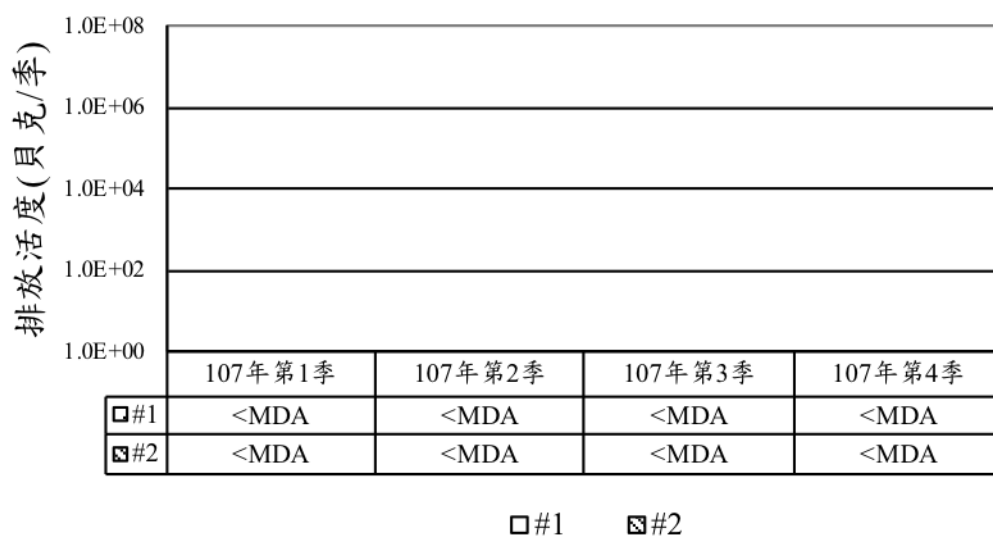 排放活度(貝克/季)
1.0E+08
1.0E+06
1.0E+04
1.0E+02
1.0E+00
107年第1季 107年第2季 107年第3季 107年第4季
#1 <MDA <MDA <MDA <MDA
#2 <MDA <MDA <MDA <MDA
#1 #2